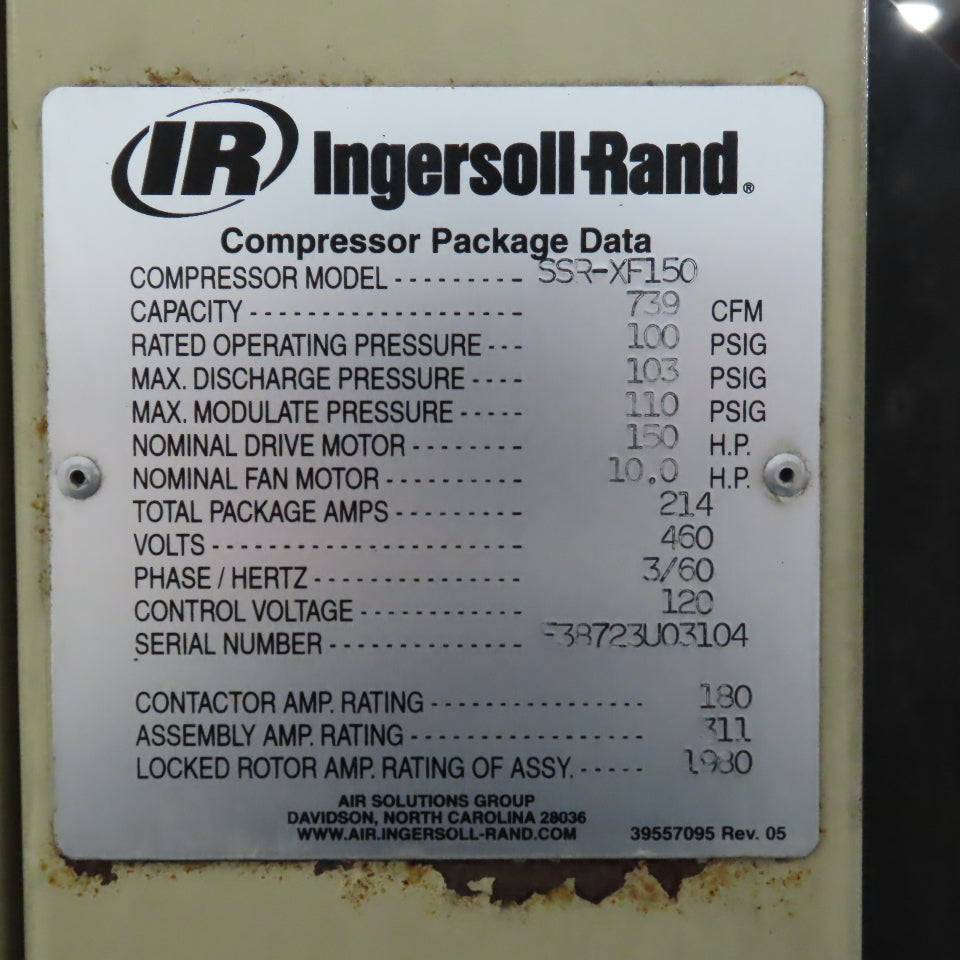 IR Ingersoll-Rand®
Compressor Package Data
COMPRESSOR MODEL - - - - - - - - - SSR-XF150
CAPACITY - - - - - - - - - - - - - - - - - - - 739 CFM
RATED OPERATING PRESSURE - - - 100 PSIG
MAX. DISCHARGE PRESSURE - - - - 103 PSIG
MAX. MODULATE PRESSURE - - - - - 110 PSIG
NOMINAL DRIVE MOTOR - - - - - - - - 150 H.P.
NOMINAL FAN MOTOR - - - - - - - - - - 10.0 H.P.
TOTAL PACKAGE AMPS - - - - - - - - - 214
VOLTS - - - - - - - - - - - - - - - - - - - - - - 460
PHASE / HERTZ - - - - - - - - - - - - - - - 3/60
CONTROL VOLTAGE - - - - - - - - - - - - 120
SERIAL NUMBER - - - - - - - - - - - - - -
CONTACTOR AMP. RATING - - - - - - - - - - - - - - - - 180
ASSEMBLY AMP. RATING - - - - - - - - - - - - - - - - - 311
LOCKED ROTOR AMP. RATING OF ASSY. - - - - -
AIR SOLUTIONS GROUP
DAVIDSON, NORTH CAROLINA 28036
WWW.AIR.INGERSOLL-RAND.COM 39557095 Rev. 05